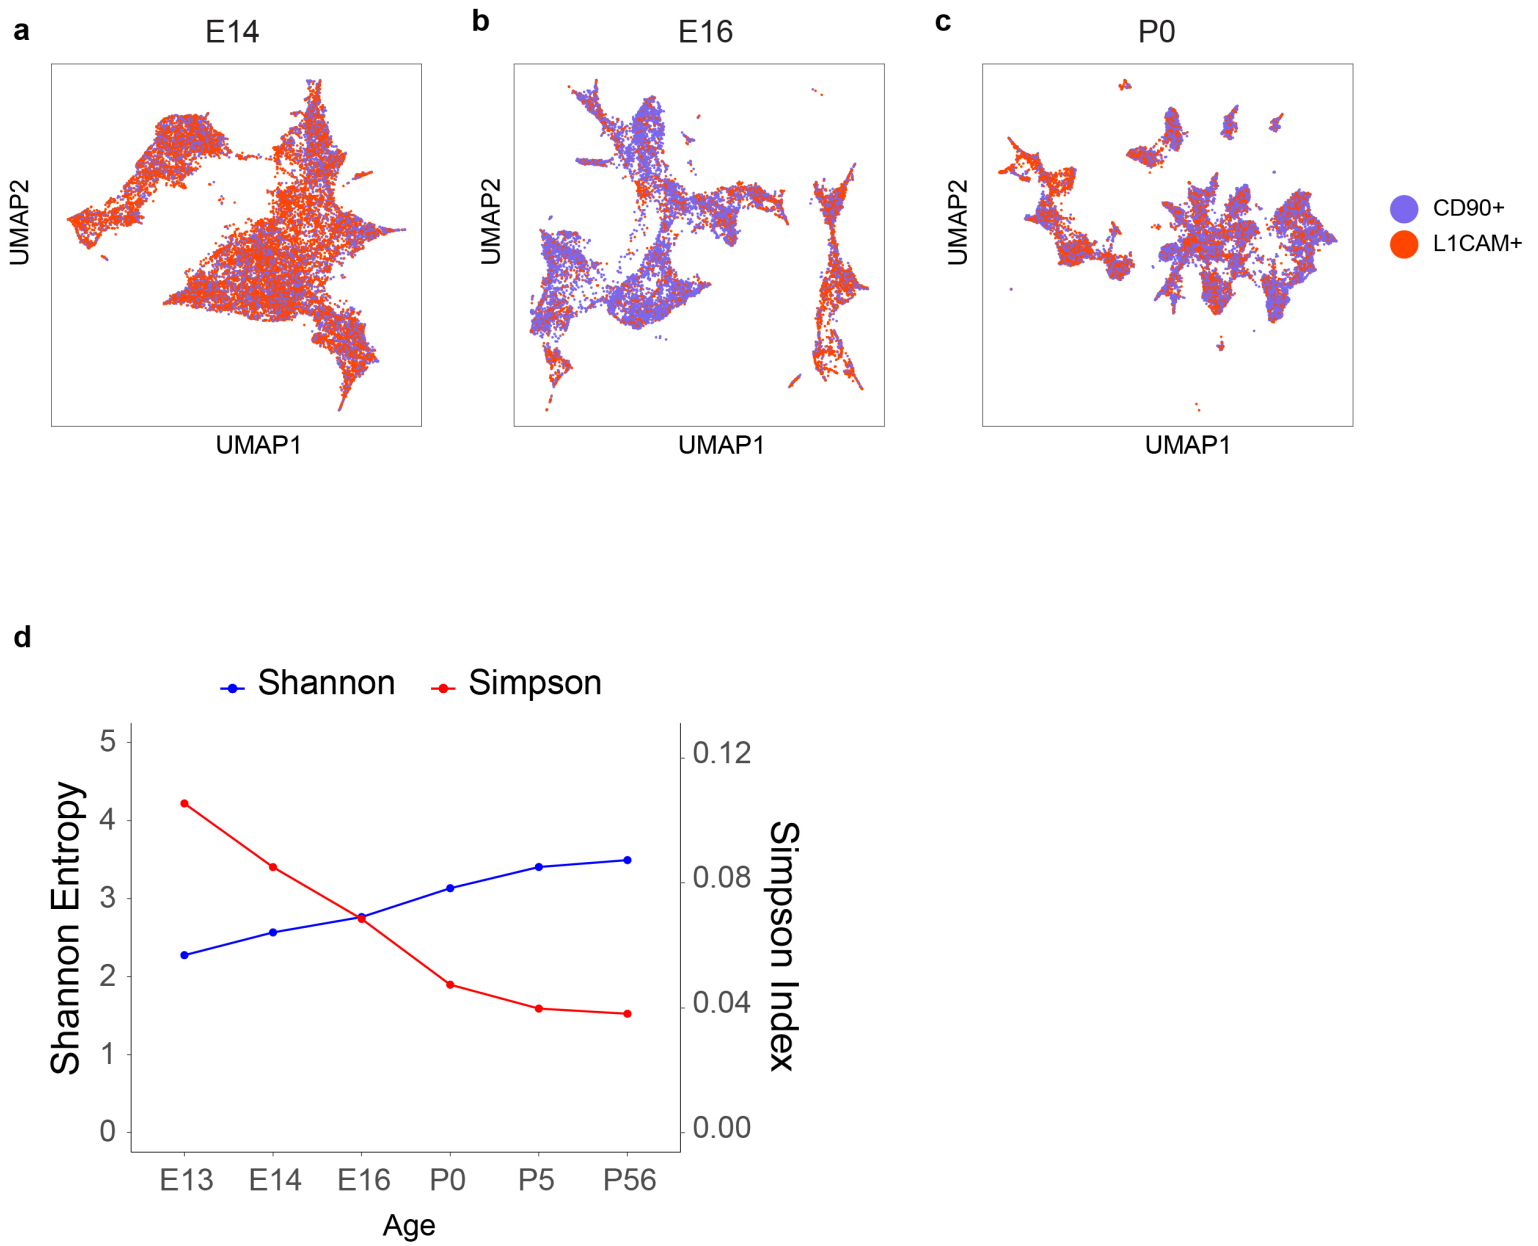 a
E14
b
E16
c
P0
UMAP2
UMAP1
UMAP2
UMAP1
UMAP2
UMAP1
CD90+
L1CAM+
d
Shannon
Simpson
Shannon Entropy
5
4
3
2
1
0
0.12
0.08
0.04
0.00
Simpson Index
E13 E14 E16 P0 P5 P56
Age